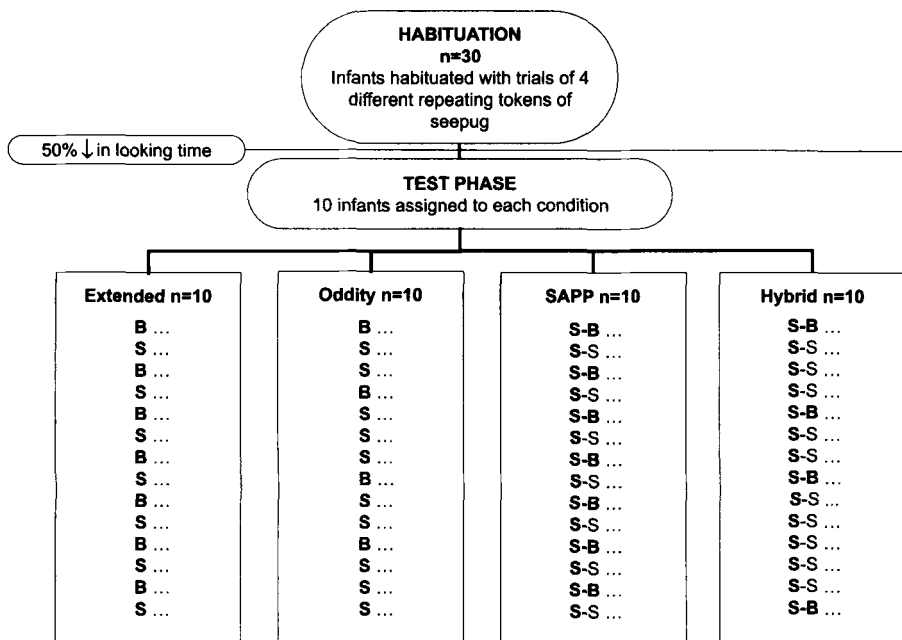 HABITUATION
n=30
Infants habituated with trials of 4
different repeating tokens of
seepug
50% ↓ in looking time
TEST PHASE
10 infants assigned to each condition
Extended n=10
B ...
S ...
B ...
S ...
B ...
S ...
B ...
S ...
B ...
S ...
B ...
S ...
B ...
S ...
Oddity n=10
B ...
S ...
S ...
B ...
S ...
S ...
S ...
B ...
S ...
S ...
B ...
S ...
S ...
S ...
SAPP n=10
S-B ...
S-S ...
S-B ...
S-S ...
S-B ...
S-S ...
S-B ...
S-S ...
S-B ...
S-S ...
S-B ...
S-S ...
S-B ...
S-S ...
Hybrid n=10
S-B ...
S-S ...
S-S ...
S-S ...
S-B ...
S-S ...
S-S ...
S-B ...
S-S ...
S-S ...
S-S ...
S-S ...
S-S ...
S-B ...